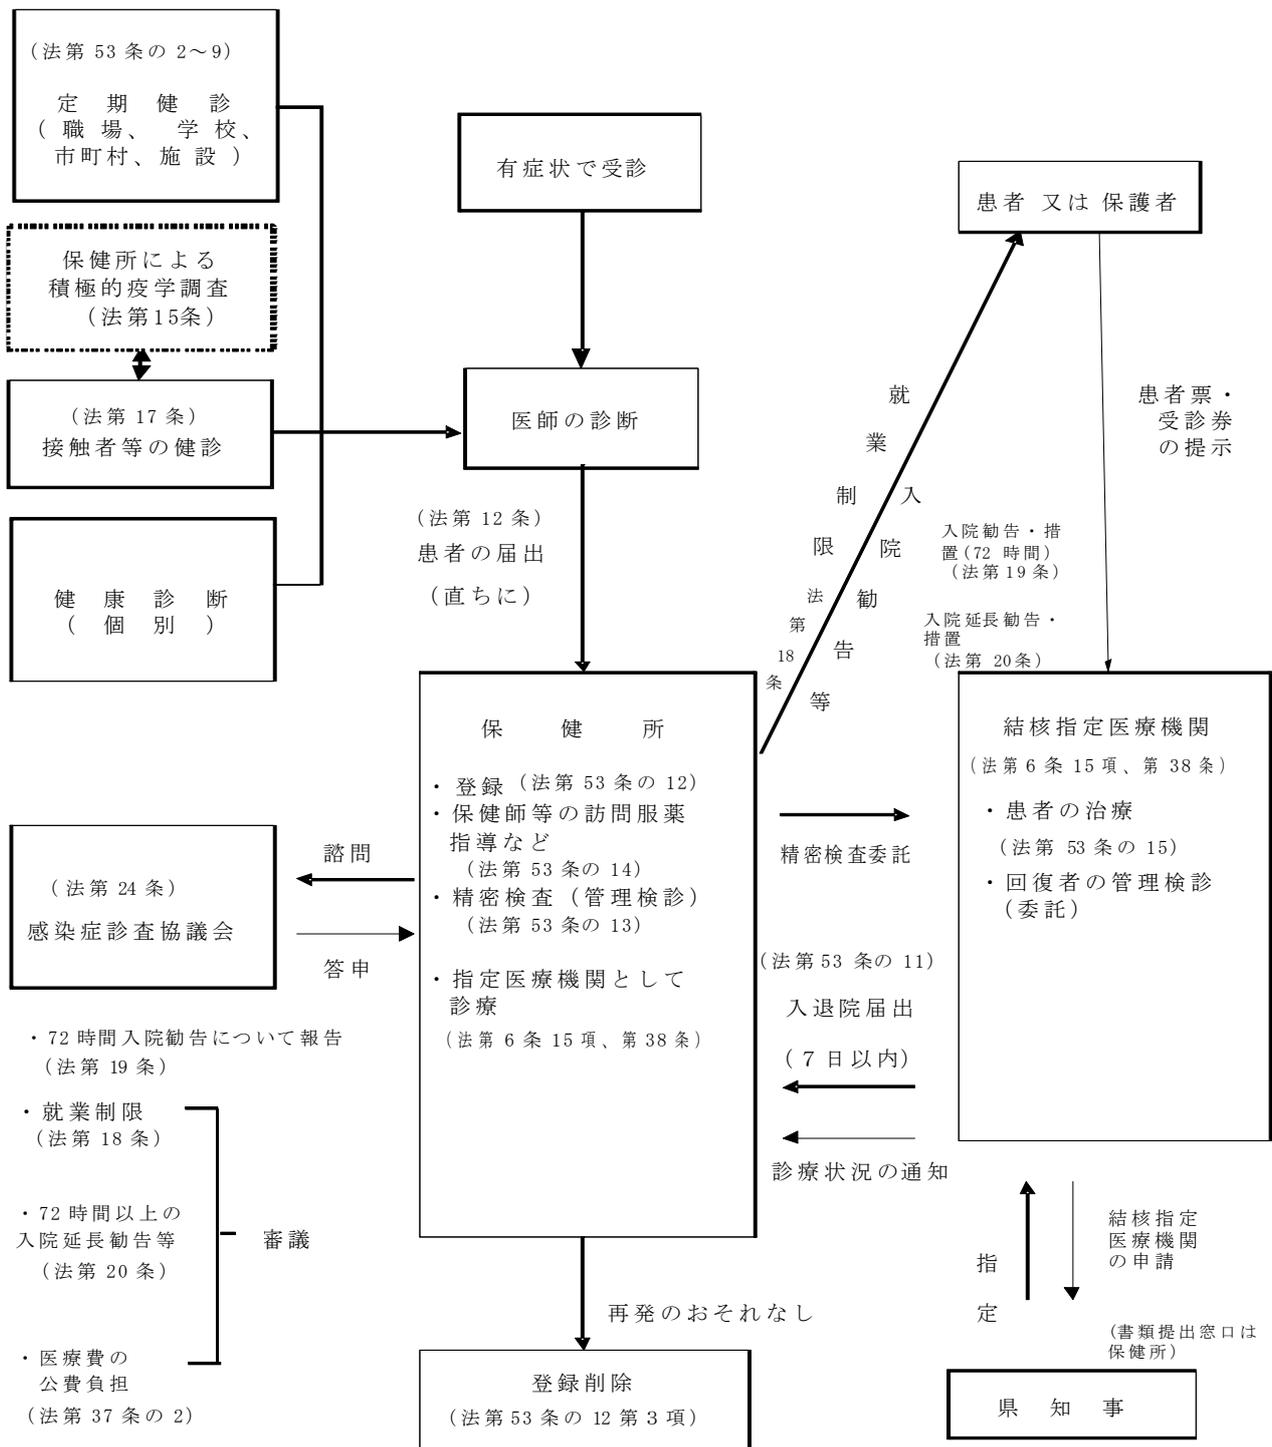 （法第 53 条の 2～9）
定期健診
（職場、学校、
市町村、施設）
有症状で受診
患者 又は 保護者
保健所による
積極的疫学調査
（法第15条）
（法第 17 条）
接触者等の健診
医師の診断
患者票・
受診券
の提示
健康診断
（個別）
（法第 12 条）
患者の届出
（直ちに）
就業制限
法第18条
入院勧告等
入院勧告・措
置（72 時間）
（法第 19 条）
入院延長勧告・
措置
（法第 20条）
保健所
・登録（法第 53 条の 12）
・保健師等の訪問服薬
指導など
（法第 53 条の 14）
・精密検査（管理検診）
（法第 53 条の 13）
・指定医療機関として
診療
（法第 6 条 15 項、第 38 条）
精密検査委託
結核指定医療機関
（法第 6 条 15 項、第 38 条）
・患者の治療
（法第 53 条の 15）
・回復者の管理検診
（委託）
諮問
（法第 24 条）
感染症診査協議会
答申
（法第 53 条の 11）
入退院届出
（7 日以内）
診療状況の通知
・72 時間入院勧告について報告
（法第 19 条）
・就業制限
（法第 18 条）
・72 時間以上の
入院延長勧告等
（法第 20 条）
審議
・医療費の
公費負担
（法第 37 条の 2）
再発のおそれなし
登録削除
（法第 53 条の 12 第 3 項）
指定
結核指定
医療機関
の申請
(書類提出窓口は
保健所）
県知事